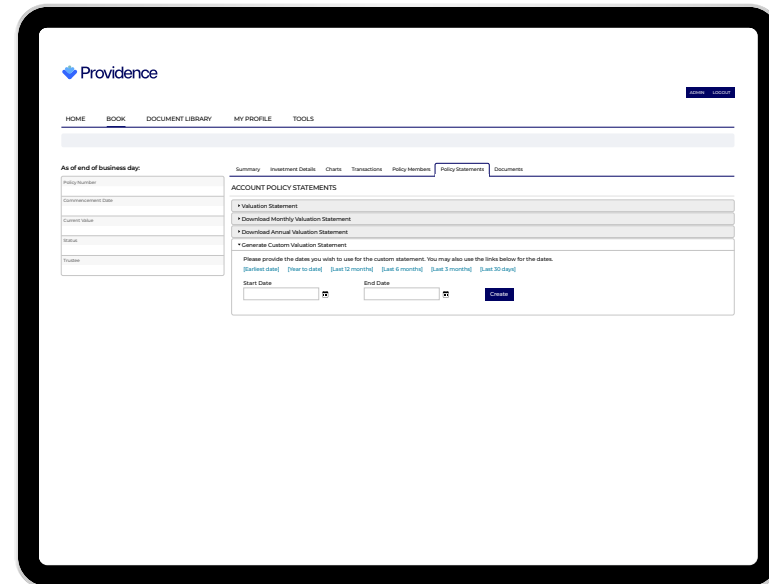 Providence
ADMIN LOGOUT
HOME BOOK DOCUMENT LIBRARY MY PROFILE TOOLS
As of end of business day:
Policy Number
Commencement Date
Current Value
Status
Trustee
Summary Investment Details Charts Transactions Policy Members Policy Statements Documents
ACCOUNT POLICY STATEMENTS
Valuation Statement
Download Monthly Valuation Statement
Download Annual Valuation Statement
Generate Custom Valuation Statement
Please provide the dates you wish to use for the custom statement. You may also use the links below for the dates.
[Earliest date] [Year to date] [Last 12 months] [Last 6 months] [Last 3 months] [Last 30 days]
Start Date End Date
Create